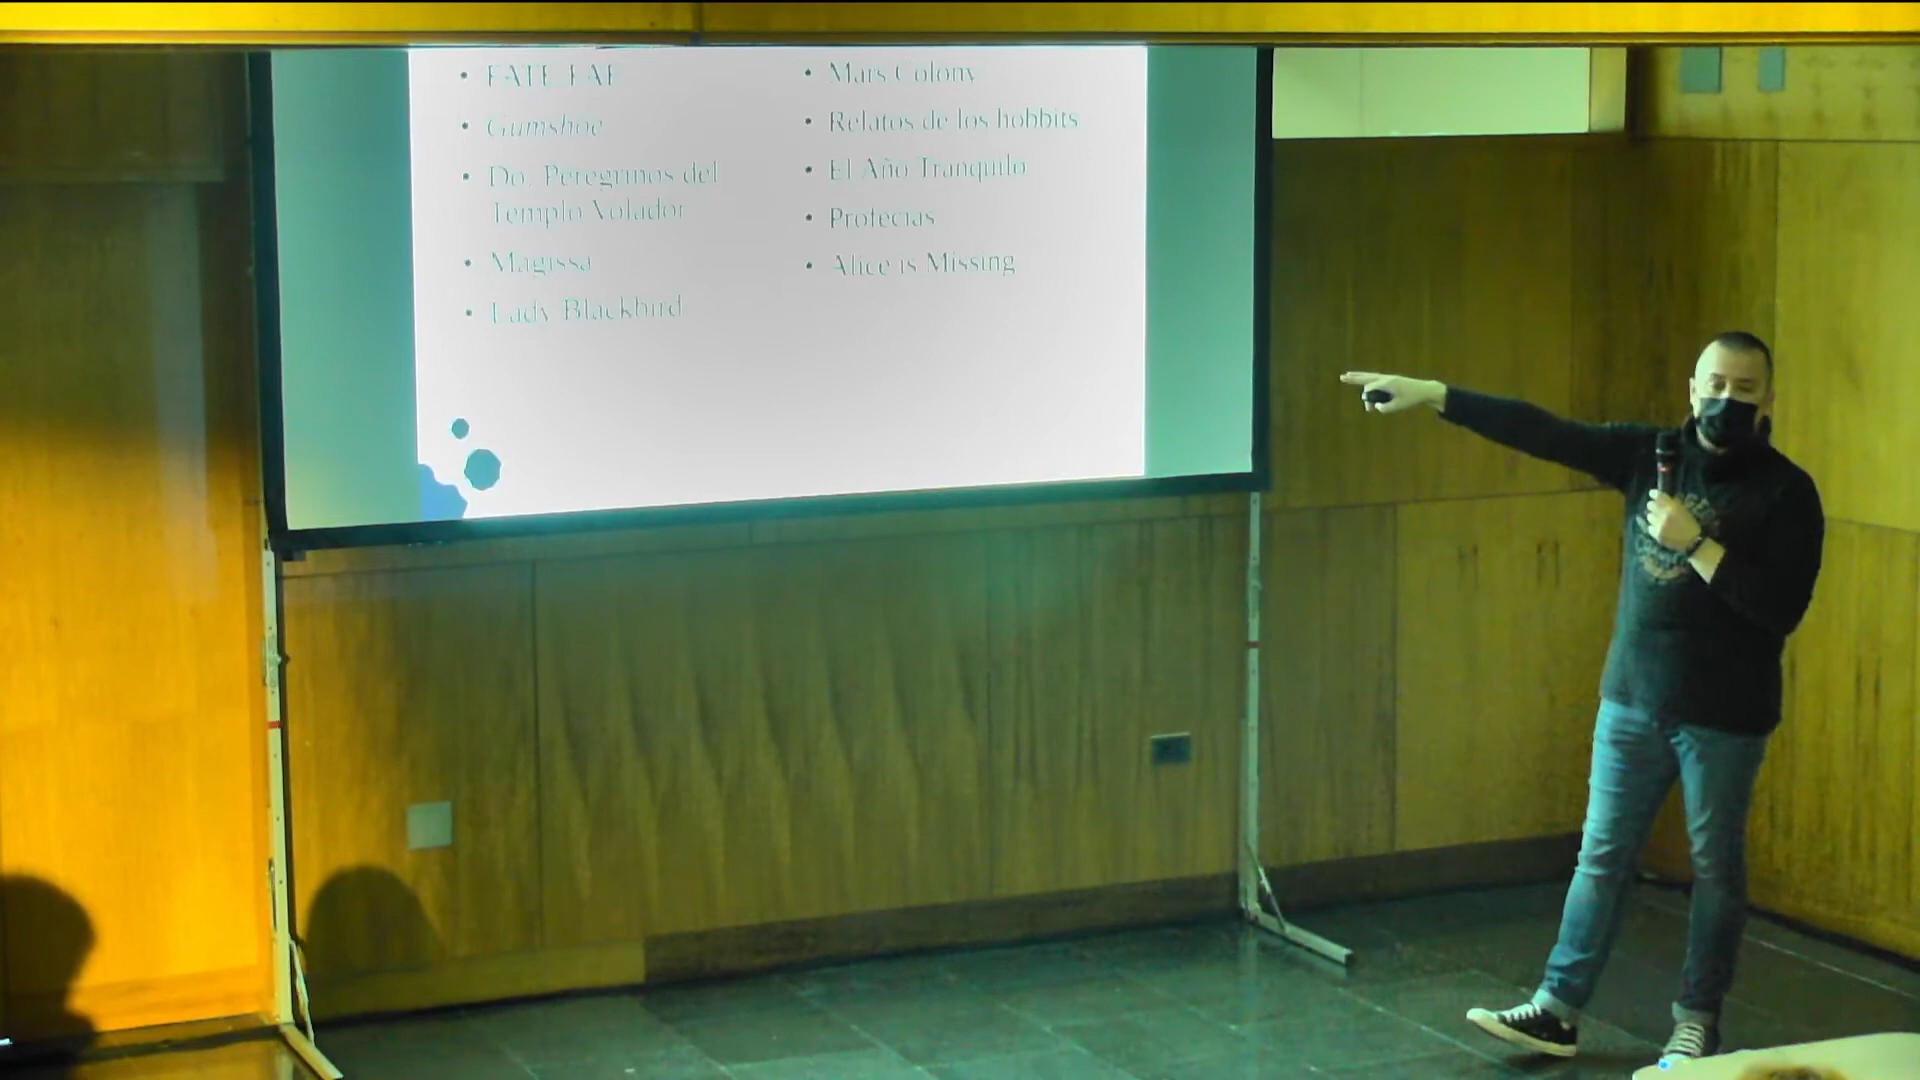 FATE FAE
Gumshoe
Do: Peregrinos del
Templo Volador
Magissa
Lady Blackbird
Mars Colony
Relatos de los hobbits
El Año Tranquilo
Profecías
Alice is Missing